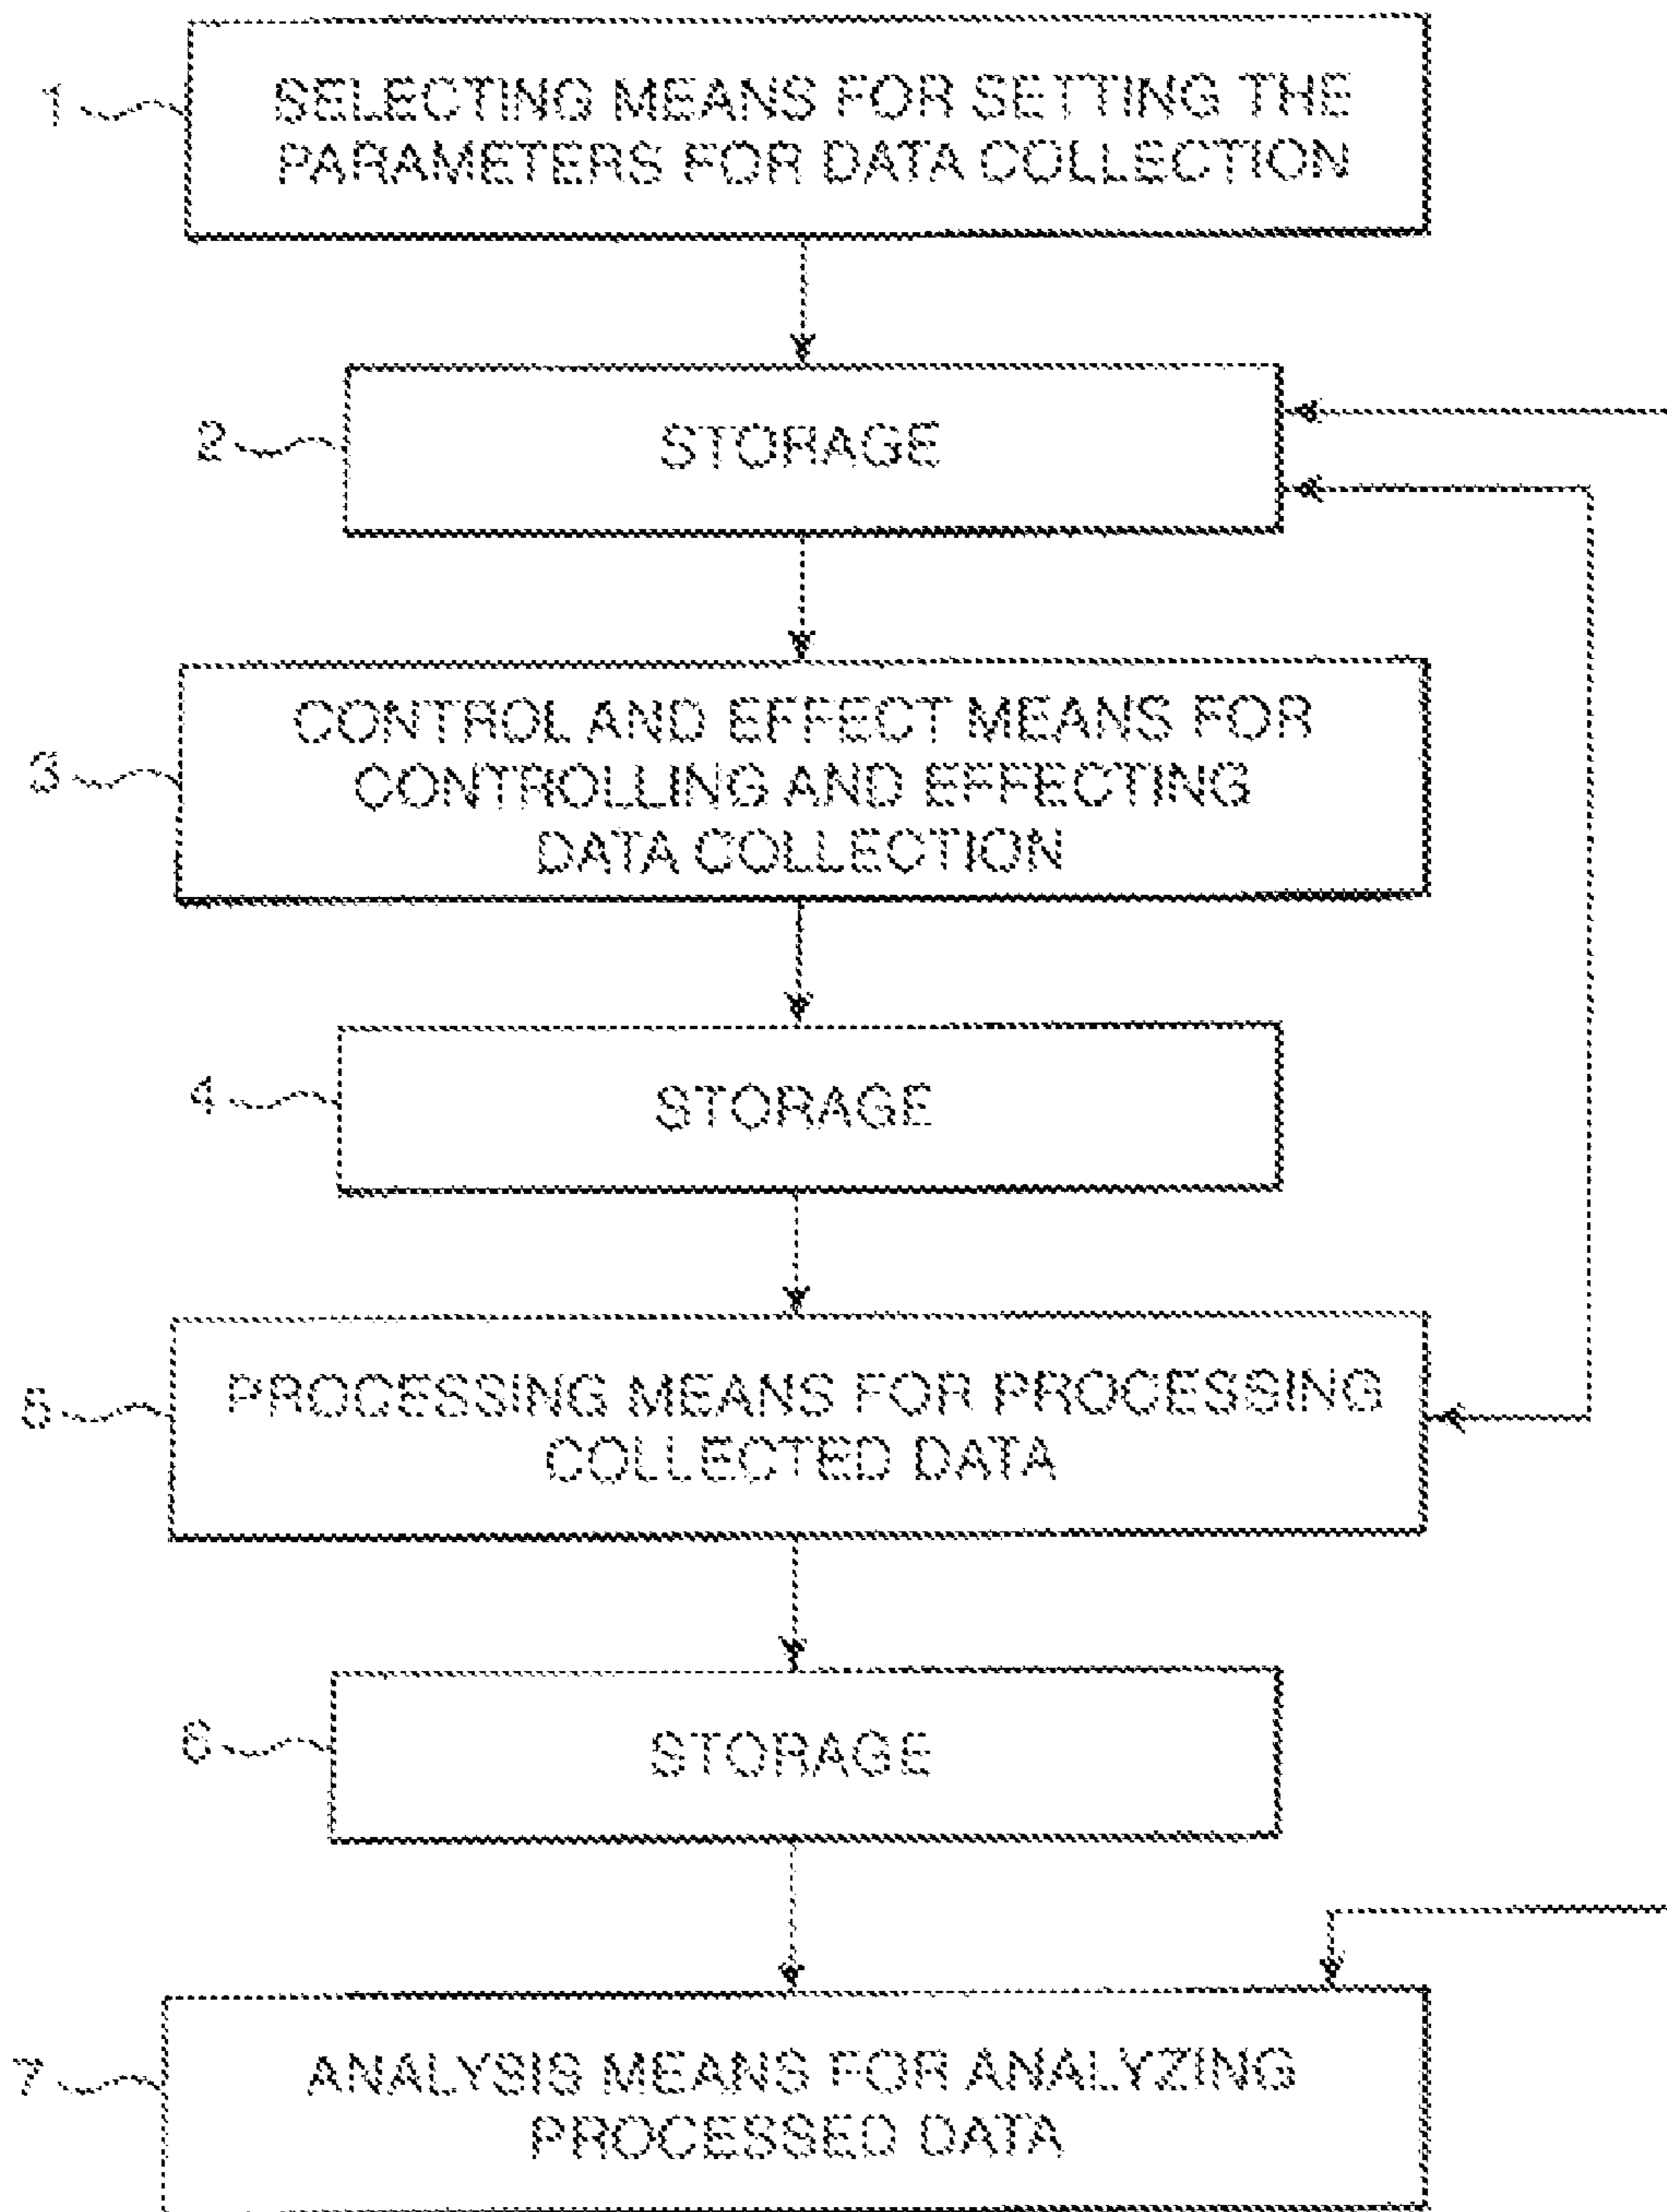 1
SELECTING MEANS FOR SETTING THE
PARAMETERS FOR DATA COLLECTION
2
STORAGE
3
CONTROL AND EFFECT MEANS FOR
CONTROLLING AND EFFECTING
DATA COLLECTION
4
STORAGE
5
PROCESSING MEANS FOR PROCESSING
COLLECTED DATA
6
STORAGE
7
ANALYSIS MEANS FOR ANALYZING
PROCESSED DATA